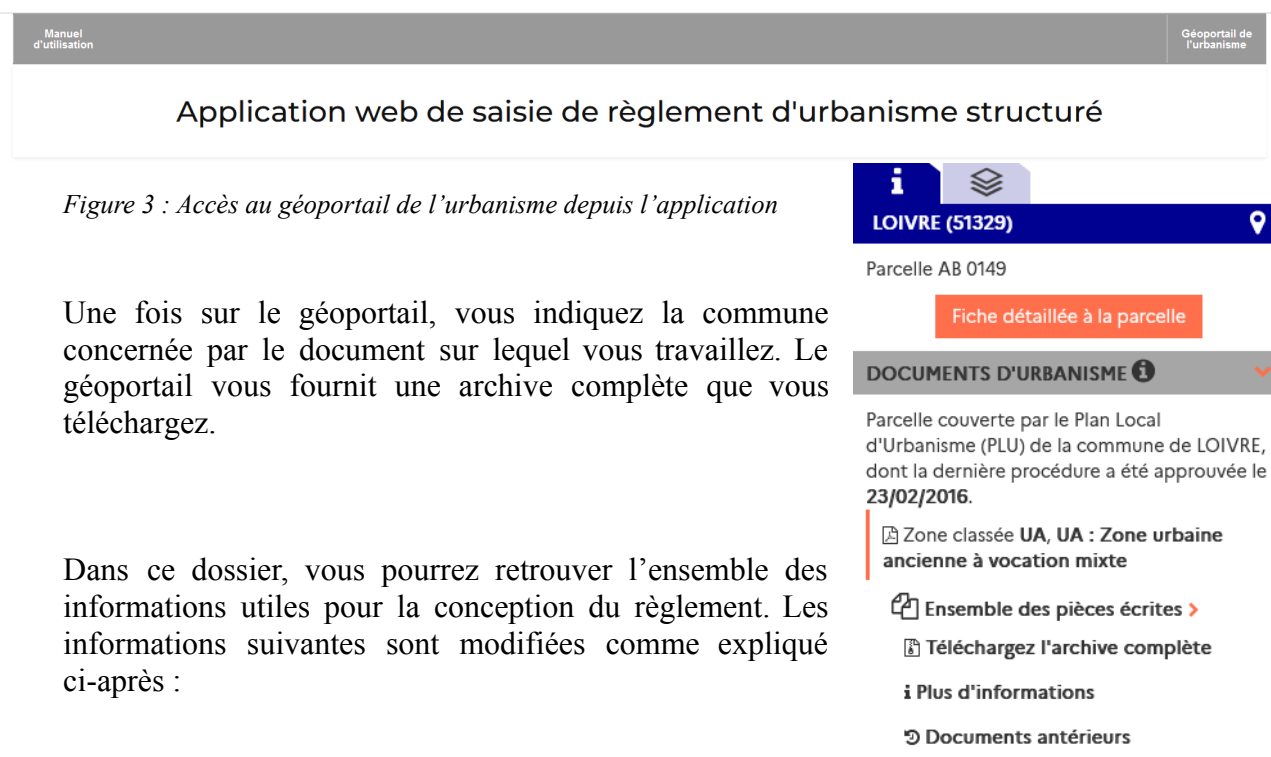 Manuel
d'utilisation
Géoportail de
l'urbanisme
Application web de saisie de règlement d'urbanisme structuré
Figure 3 : Accès au géoportail de l’urbanisme depuis l’application
Une fois sur le géoportail, vous indiquez la commune
concernée par le document sur lequel vous travaillez. Le
géoportail vous fournit une archive complète que vous
téléchargez.
Dans ce dossier, vous pourrez retrouver l’ensemble des
informations utiles pour la conception du règlement. Les
informations suivantes sont modifiées comme expliqué
ci-après :
LOIVRE (51329)
Parcelle AB 0149
Fiche détaillée à la parcelle
DOCUMENTS D'URBANISME
Parcelle couverte par le Plan Local
d'Urbanisme (PLU) de la commune de LOIVRE,
dont la dernière procédure a été approuvée le
23/02/2016.
Zone classée UA, UA : Zone urbaine
ancienne à vocation mixte
Ensemble des pièces écrites >
Téléchargez l'archive complète
Plus d'informations
Documents antérieurs